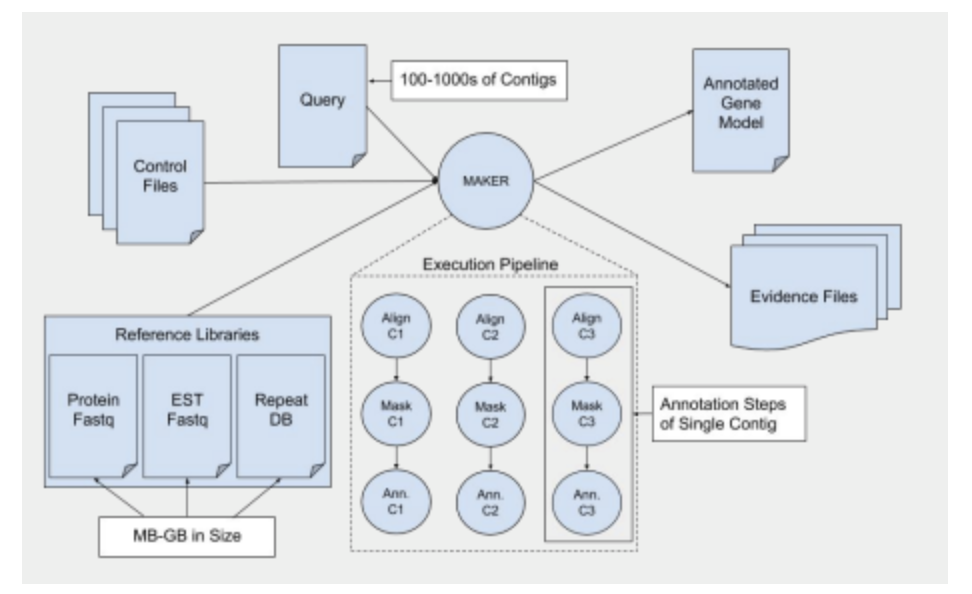 Query
100-1000s of Contigs
Annotated
Gene
Model
Control
Files
MAKER
Execution Pipeline
Evidence Files
Reference Libraries
Protein
Fastq
EST
Fastq
Repeat
DB
MB-GB in Size
Align
C1
Align
C2
Align
C3
Mask
C1
Mask
C2
Mask
C3
Ann.
C1
Ann.
C2
Ann.
C3
Annotation Steps
of Single Contig